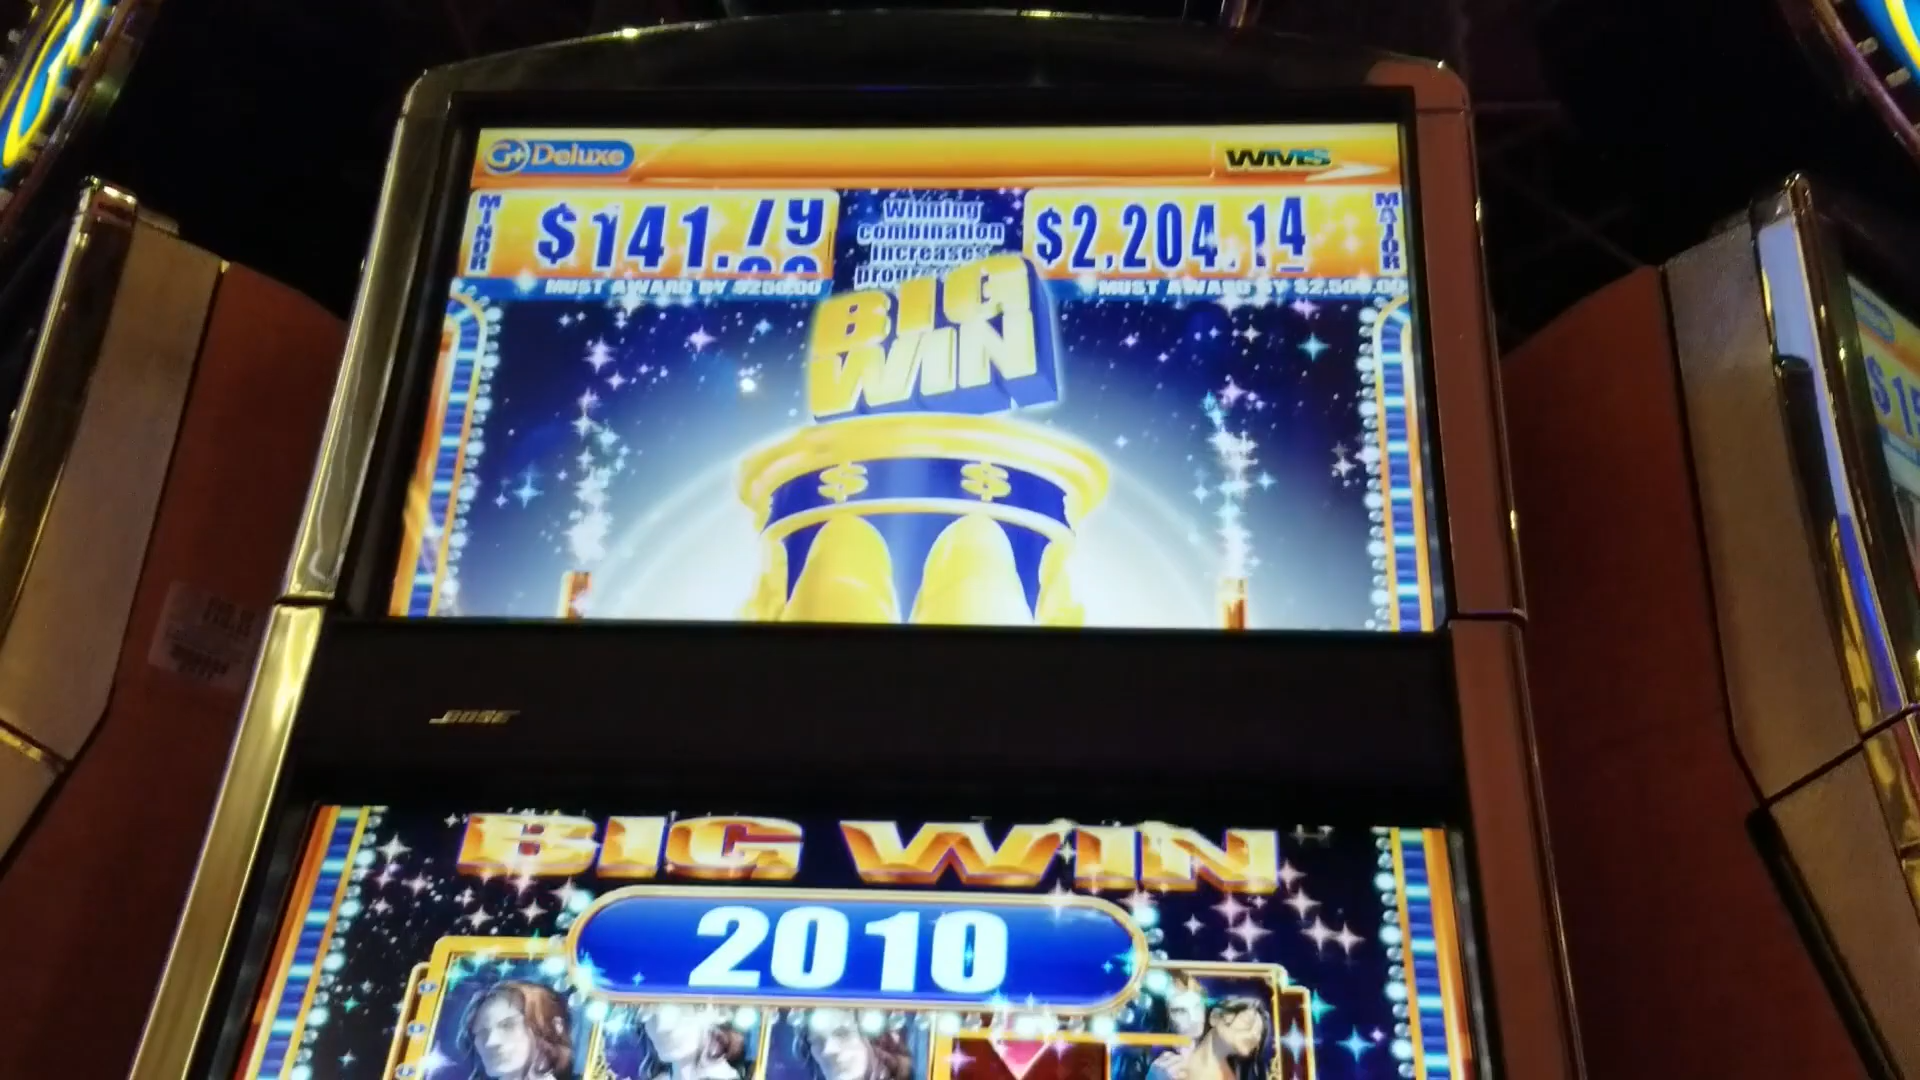 G+ Deluxe
WMS
MINOR
$141.79
Winning
combination
increases
$2,204.14
MAJOR
MUST AWARD BY $250.00
MUST AWARD BY $2,500.00
BIG
WIN
$ $
BOSE
BIG WIN
2010